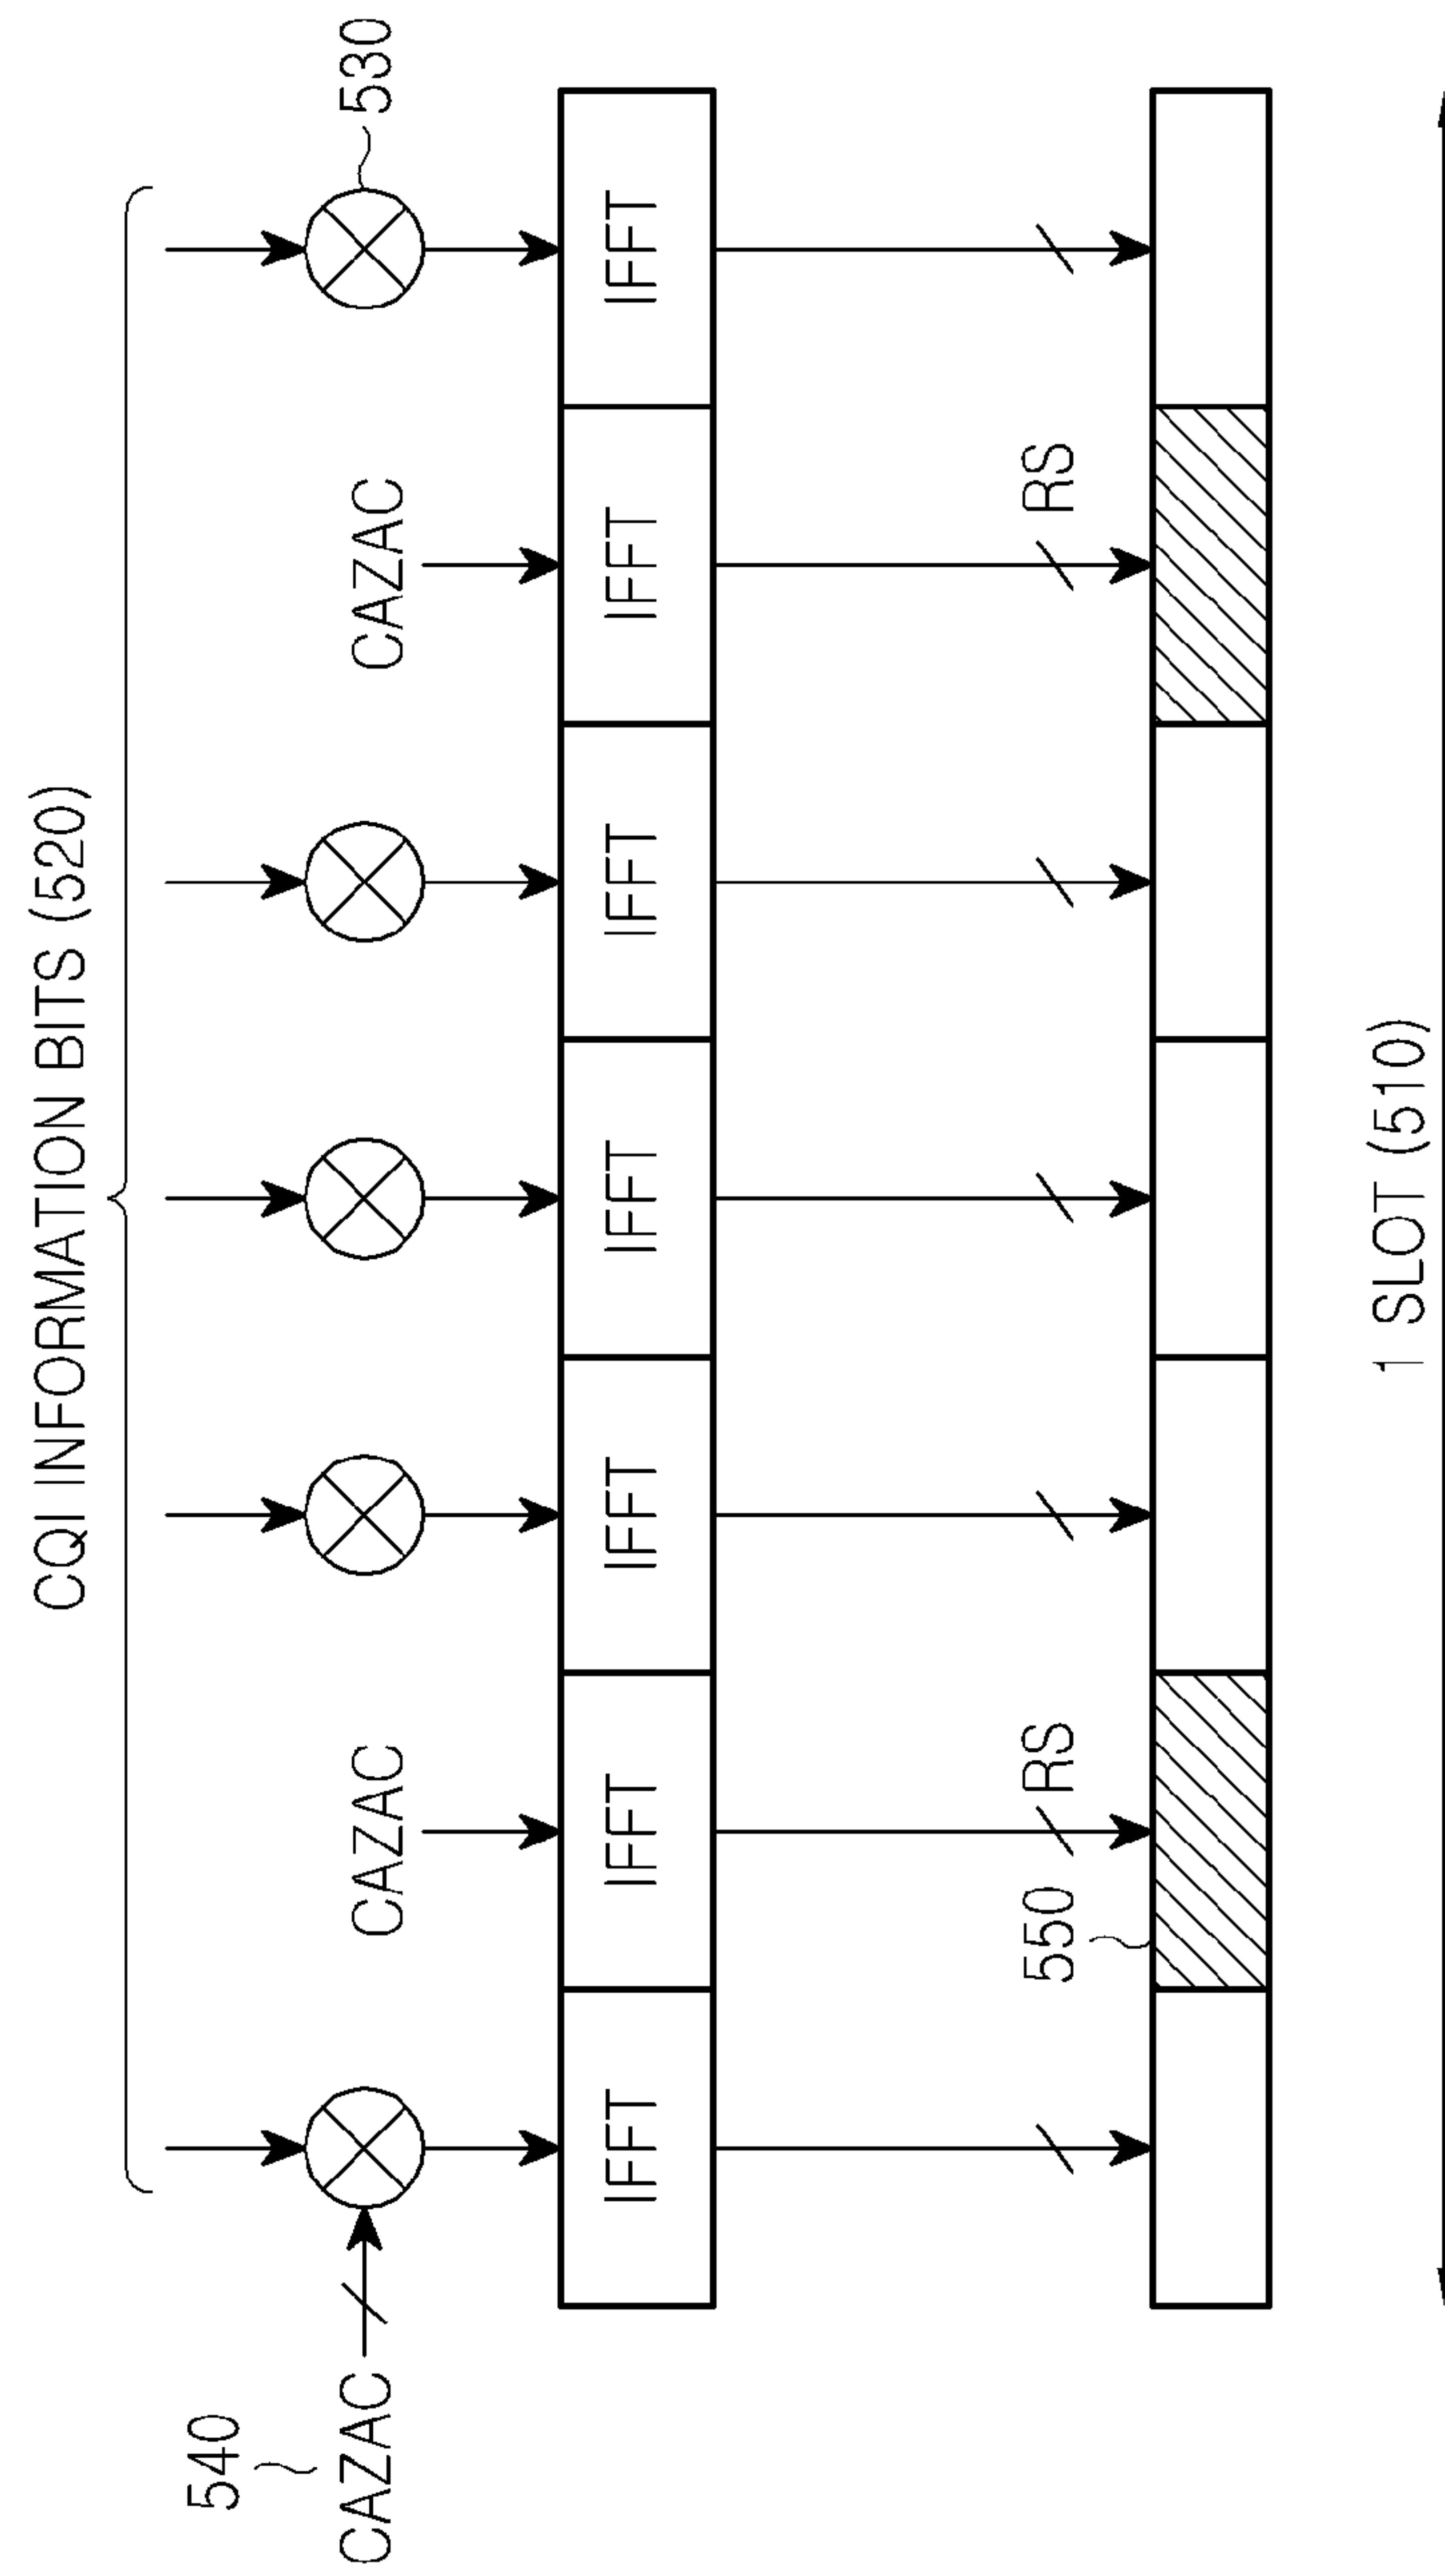 CQI INFORMATION BITS (520)
540
CAZAC
CAZAC
CAZAC
530
IFFT
IFFT
IFFT
IFFT
IFFT
IFFT
IFFT
550
RS
RS
1 SLOT (510)